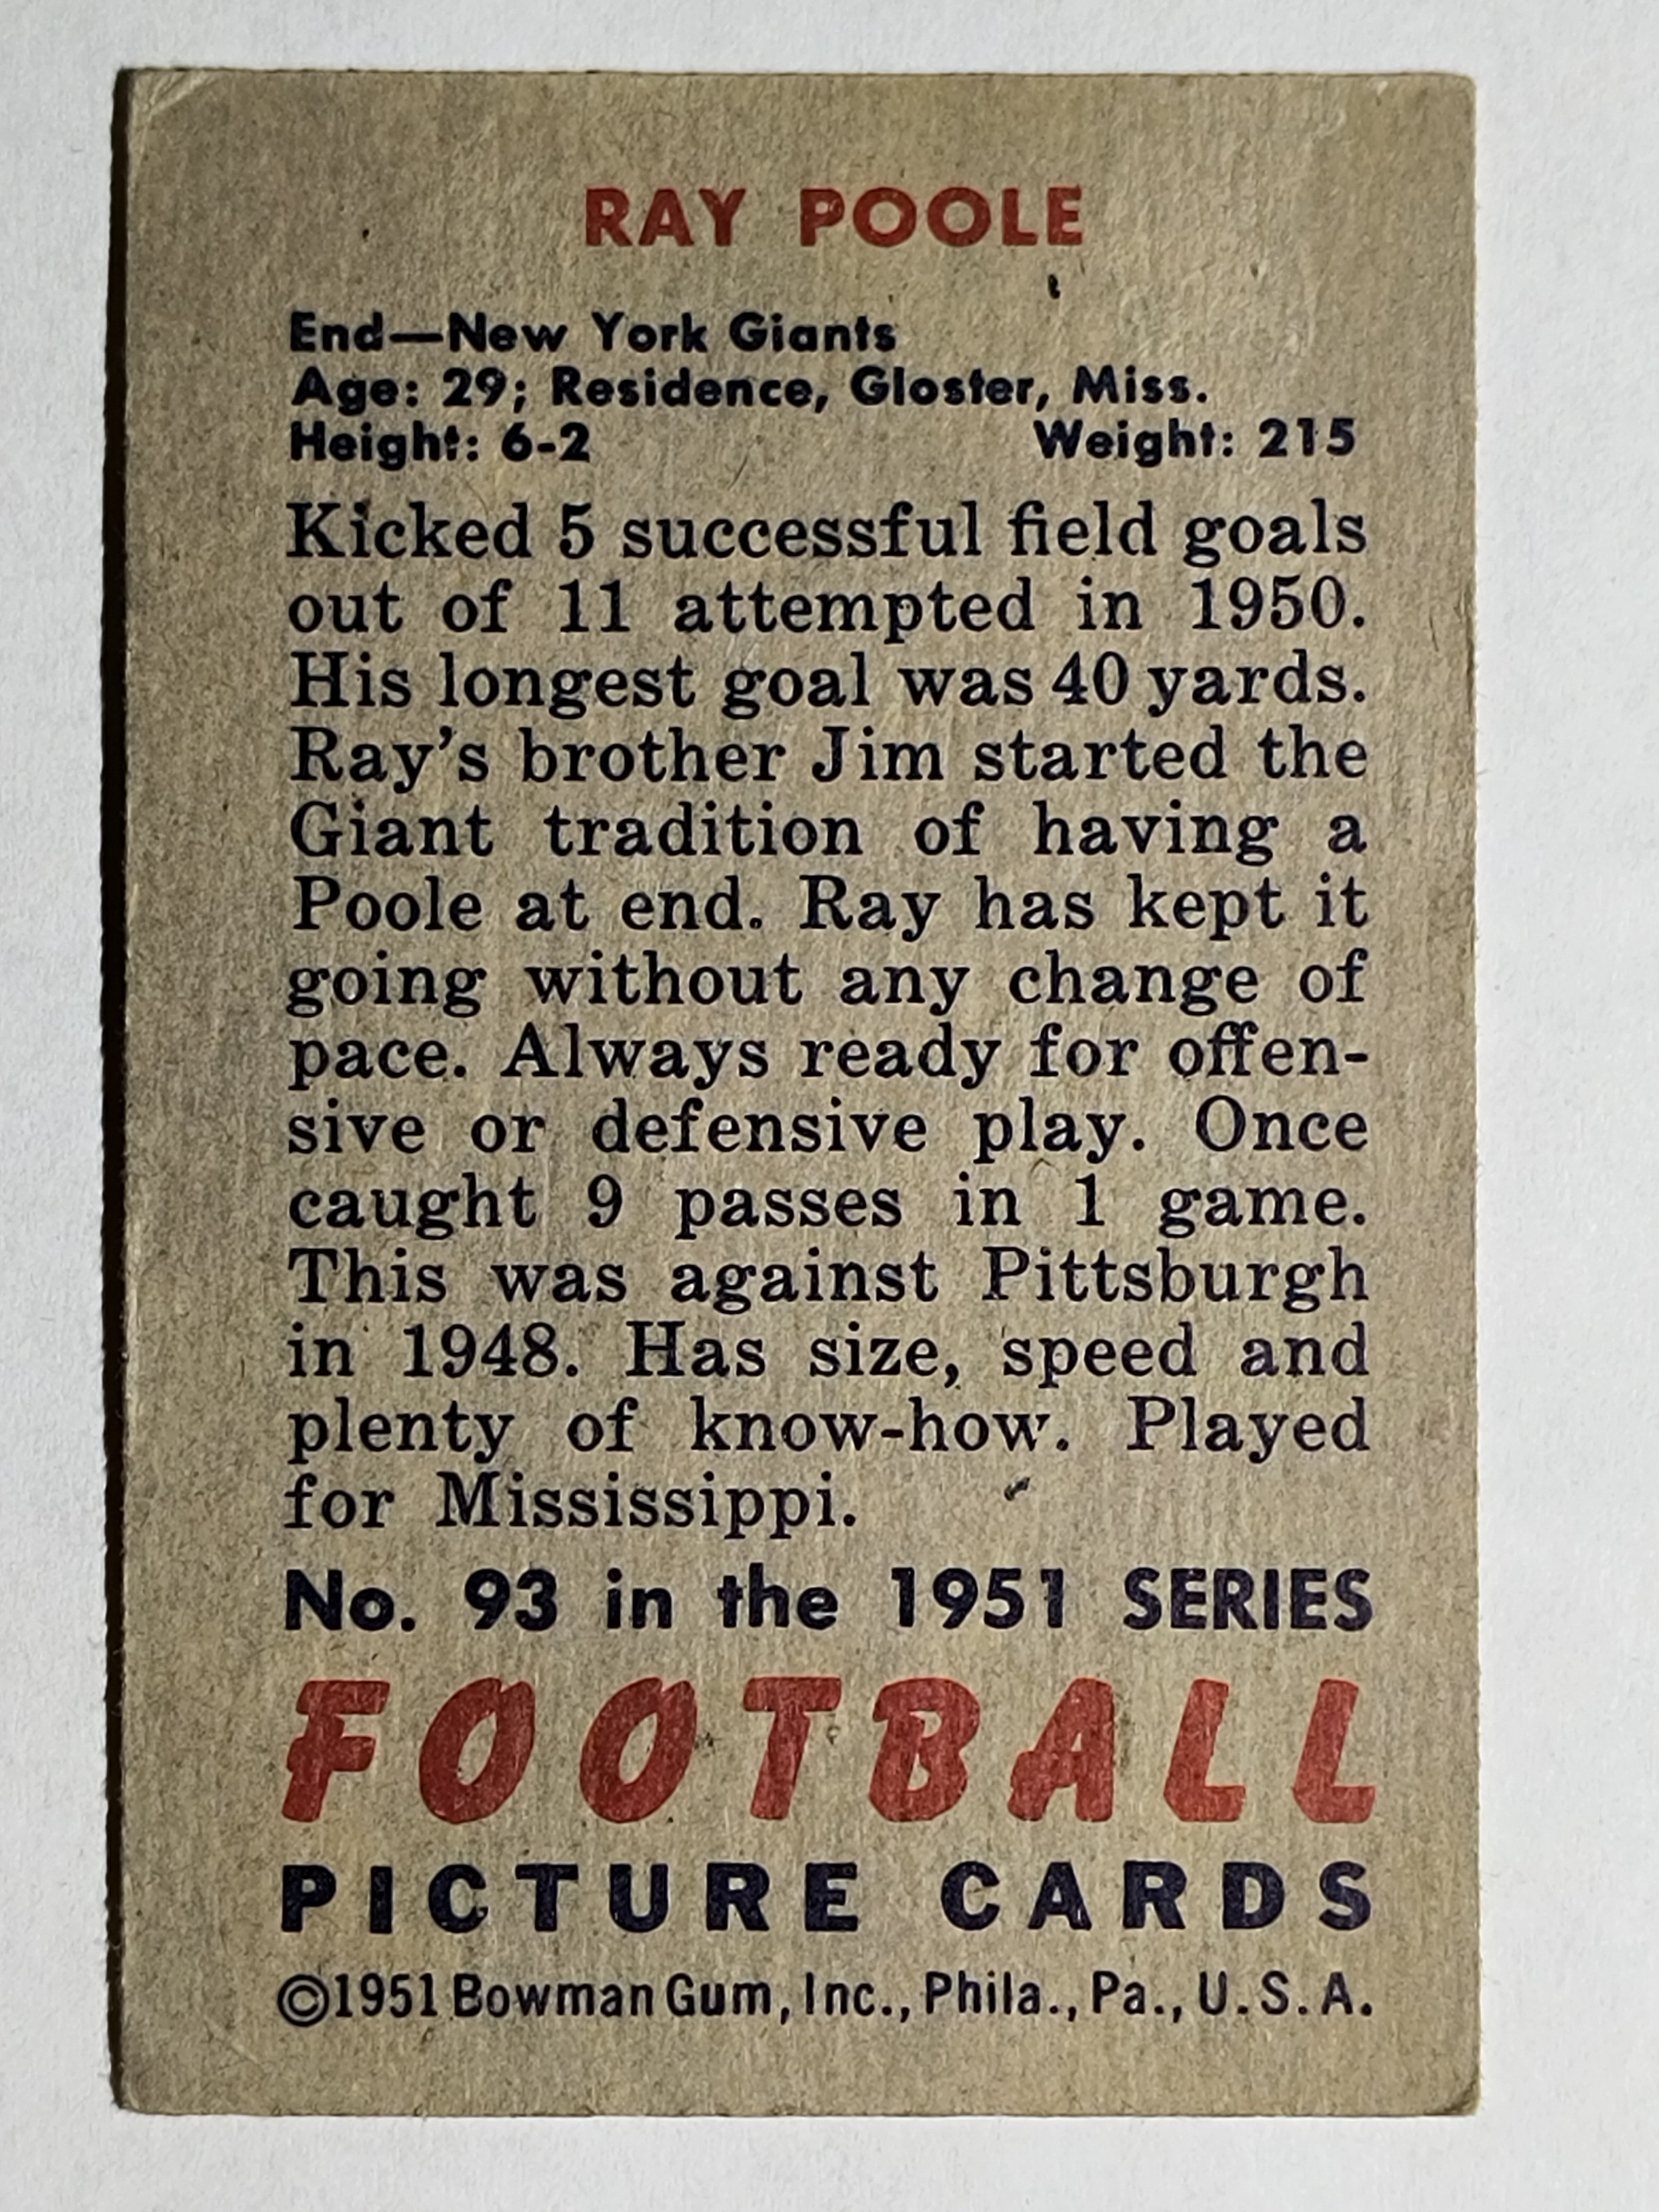 RAY POOLE
End—New York Giants
Age: 29; Residence, Gloster, Miss.
Height: 6-2 Weight: 215
Kicked 5 successful field goals
out of 11 attempted in 1950.
His longest goal was 40 yards.
Ray's brother Jim started the
Giant tradition of having a
Poole at end. Ray has kept it
going without any change of
pace. Always ready for offen-
sive or defensive play. Once
caught 9 passes in 1 game.
This was against Pittsburgh
in 1948. Has size, speed and
plenty of know-how. Played
for Mississippi.
No. 93 in the 1951 SERIES
FOOTBALL
PICTURE CARDS
©1951 Bowman Gum, Inc., Phila., Pa., U.S.A.